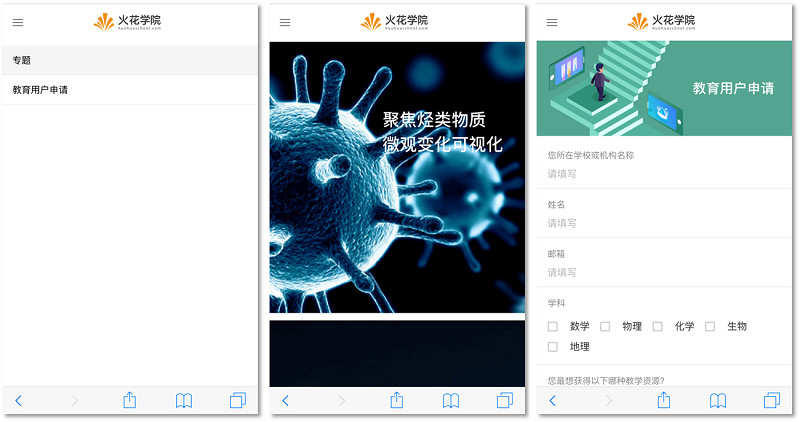 火花学院
huohuaschool.com
专题
教育用户申请
火花学院
huohuaschool.com
聚焦烃类物质
微观变化可视化
火花学院
huohuaschool.com
教育用户申请
您所在学校或机构名称
请填写
姓名
请填写
邮箱
请填写
学科
数学 物理 化学 生物
地理
您最想获得以下哪种教学资源?